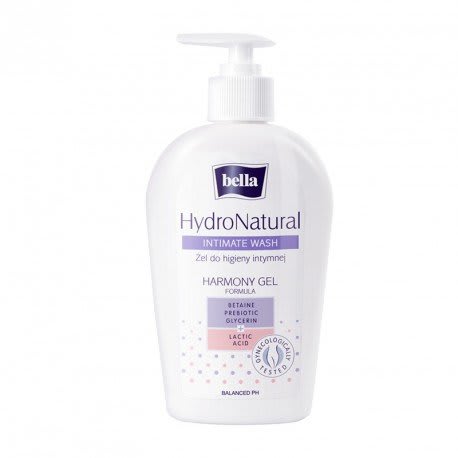 bella
HydroNatural
INTIMATE WASH
Żel do higieny intymnej
HARMONY GEL
FORMULA
BETAINE
PREBIOTIC
GLYCERIN
+
LACTIC
ACID
GYNECOLOGICALLY
TESTED
BALANCED PH